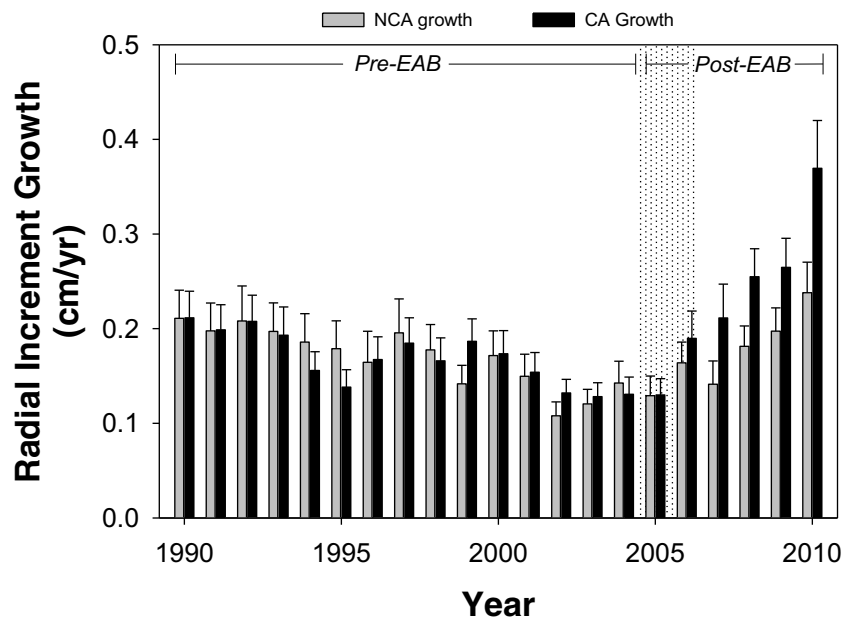 NCA growth CA Growth
Pre-EAB Post-EAB
0.5
0.4
0.3
0.2
0.1
0.0
Radial Increment Growth
(cm/yr)
1990 1995 2000 2005 2010
Year